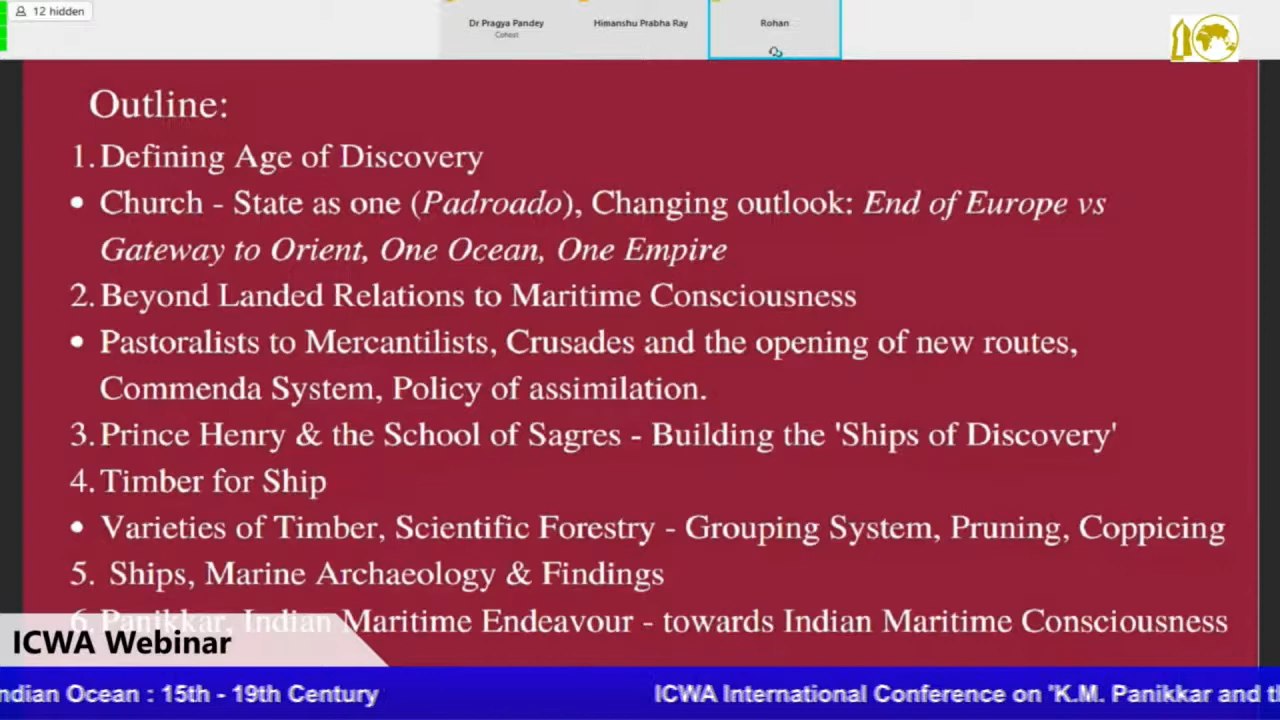 12 hidden
Dr Pragya Pandey
Cohost
Himanshu Prabha Ray
Rohan
Outline:
1. Defining Age of Discovery
• Church - State as one (Padroado), Changing outlook: End of Europe vs
Gateway to Orient, One Ocean, One Empire
2. Beyond Landed Relations to Maritime Consciousness
• Pastoralists to Mercantilists, Crusades and the opening of new routes,
Commenda System, Policy of assimilation.
3. Prince Henry & the School of Sagres - Building the 'Ships of Discovery'
4. Timber for Ship
• Varieties of Timber, Scientific Forestry - Grouping System, Pruning, Coppicing
5. Ships, Marine Archaeology & Findings
6. Panikkar, Indian Maritime Endeavour - towards Indian Maritime Consciousness
ICWA Webinar
ndian Ocean : 15th - 19th Century ICWA International Conference on "K.M. Panikkar and th